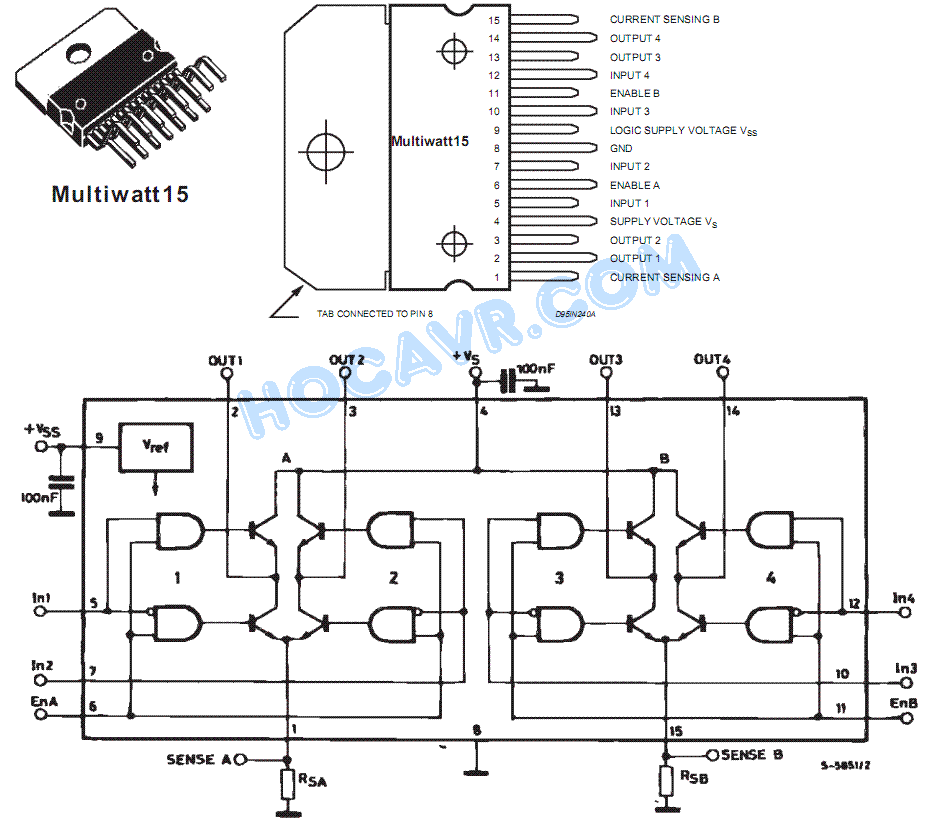 Multiwatt15
Multiwatt15
15 CURRENT SENSING B
14 OUTPUT 4
13 OUTPUT 3
12 INPUT 4
11 ENABLE B
10 INPUT 3
9 LOGIC SUPPLY VOLTAGE VSS
8 GND
7 INPUT 2
6 ENABLE A
5 INPUT 1
4 SUPPLY VOLTAGE VS
3 OUTPUT 2
2 OUTPUT 1
1 CURRENT SENSING A
TAB CONNECTED TO PIN 8
D95IN240A
HOCAVR.COM
OUT1
OUT2
+VS
100nF
OUT3
OUT4
2
3
4
13
14
+VSS
9
Vref
100nF
A
B
1
2
3
4
In1
5
12
In4
In2
7
10
In3
EnA
6
11
EnB
1
8
15
SENSE A
RSA
SENSE B
RSB
S-5851/2